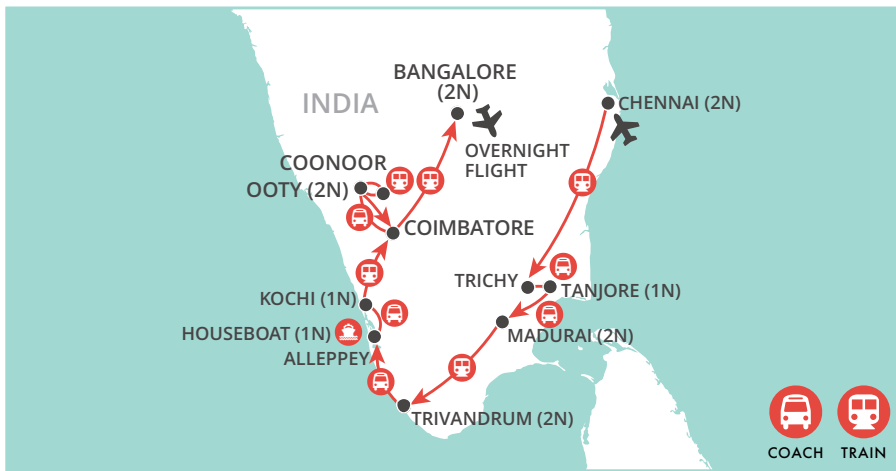 BANGALORE
(2N)
INDIA
CHENNAI (2N)
OVERNIGHT
FLIGHT
COONOOR
OOTY (2N)
COIMBATORE
TRICHY
TANJORE (1N)
KOCHI (1N)
HOUSEBOAT (1N)
ALLEPPEY
MADURAI (2N)
TRIVANDRUM (2N)
COACH
TRAIN